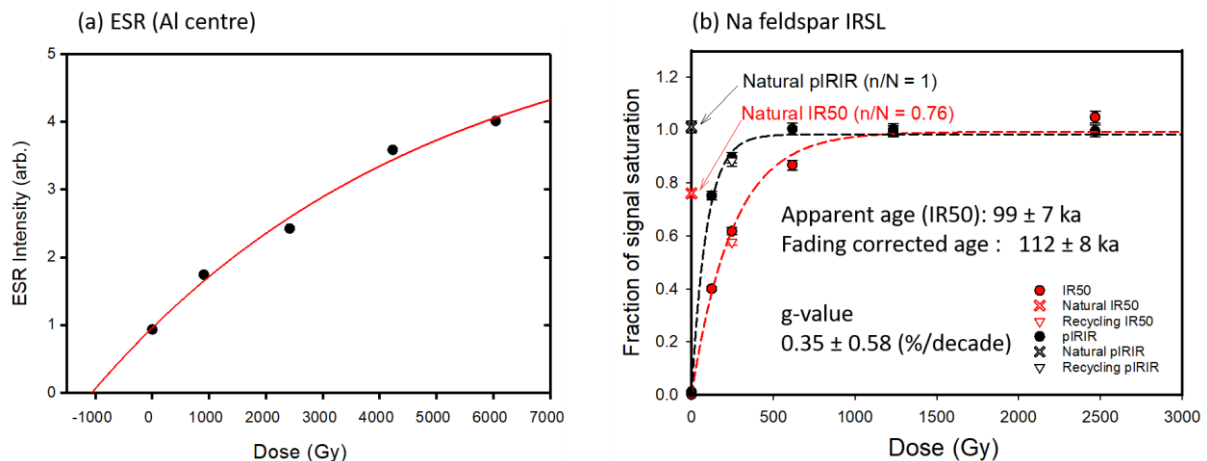 (a) ESR (Al centre)
ESR Intensity (arb.)
5
4
3
2
1
0
-1000 0 1000 2000 3000 4000 5000 6000 7000
Dose (Gy)
(b) Na feldspar IRSL
Fraction of signal saturation
1.2
1.0
0.8
0.6
0.4
0.2
0.0
Natural pIRIR (n/N = 1)
Natural IR50 (n/N = 0.76)
Apparent age (IR50): 99 ± 7 ka
Fading corrected age : 112 ± 8 ka
g-value
0.35 ± 0.58 (%/decade)
IR50
Natural IR50
Recycling IR50
pIRIR
Natural pIRIR
Recycling pIRIR
0 500 1000 1500 2000 2500 3000
Dose (Gy)